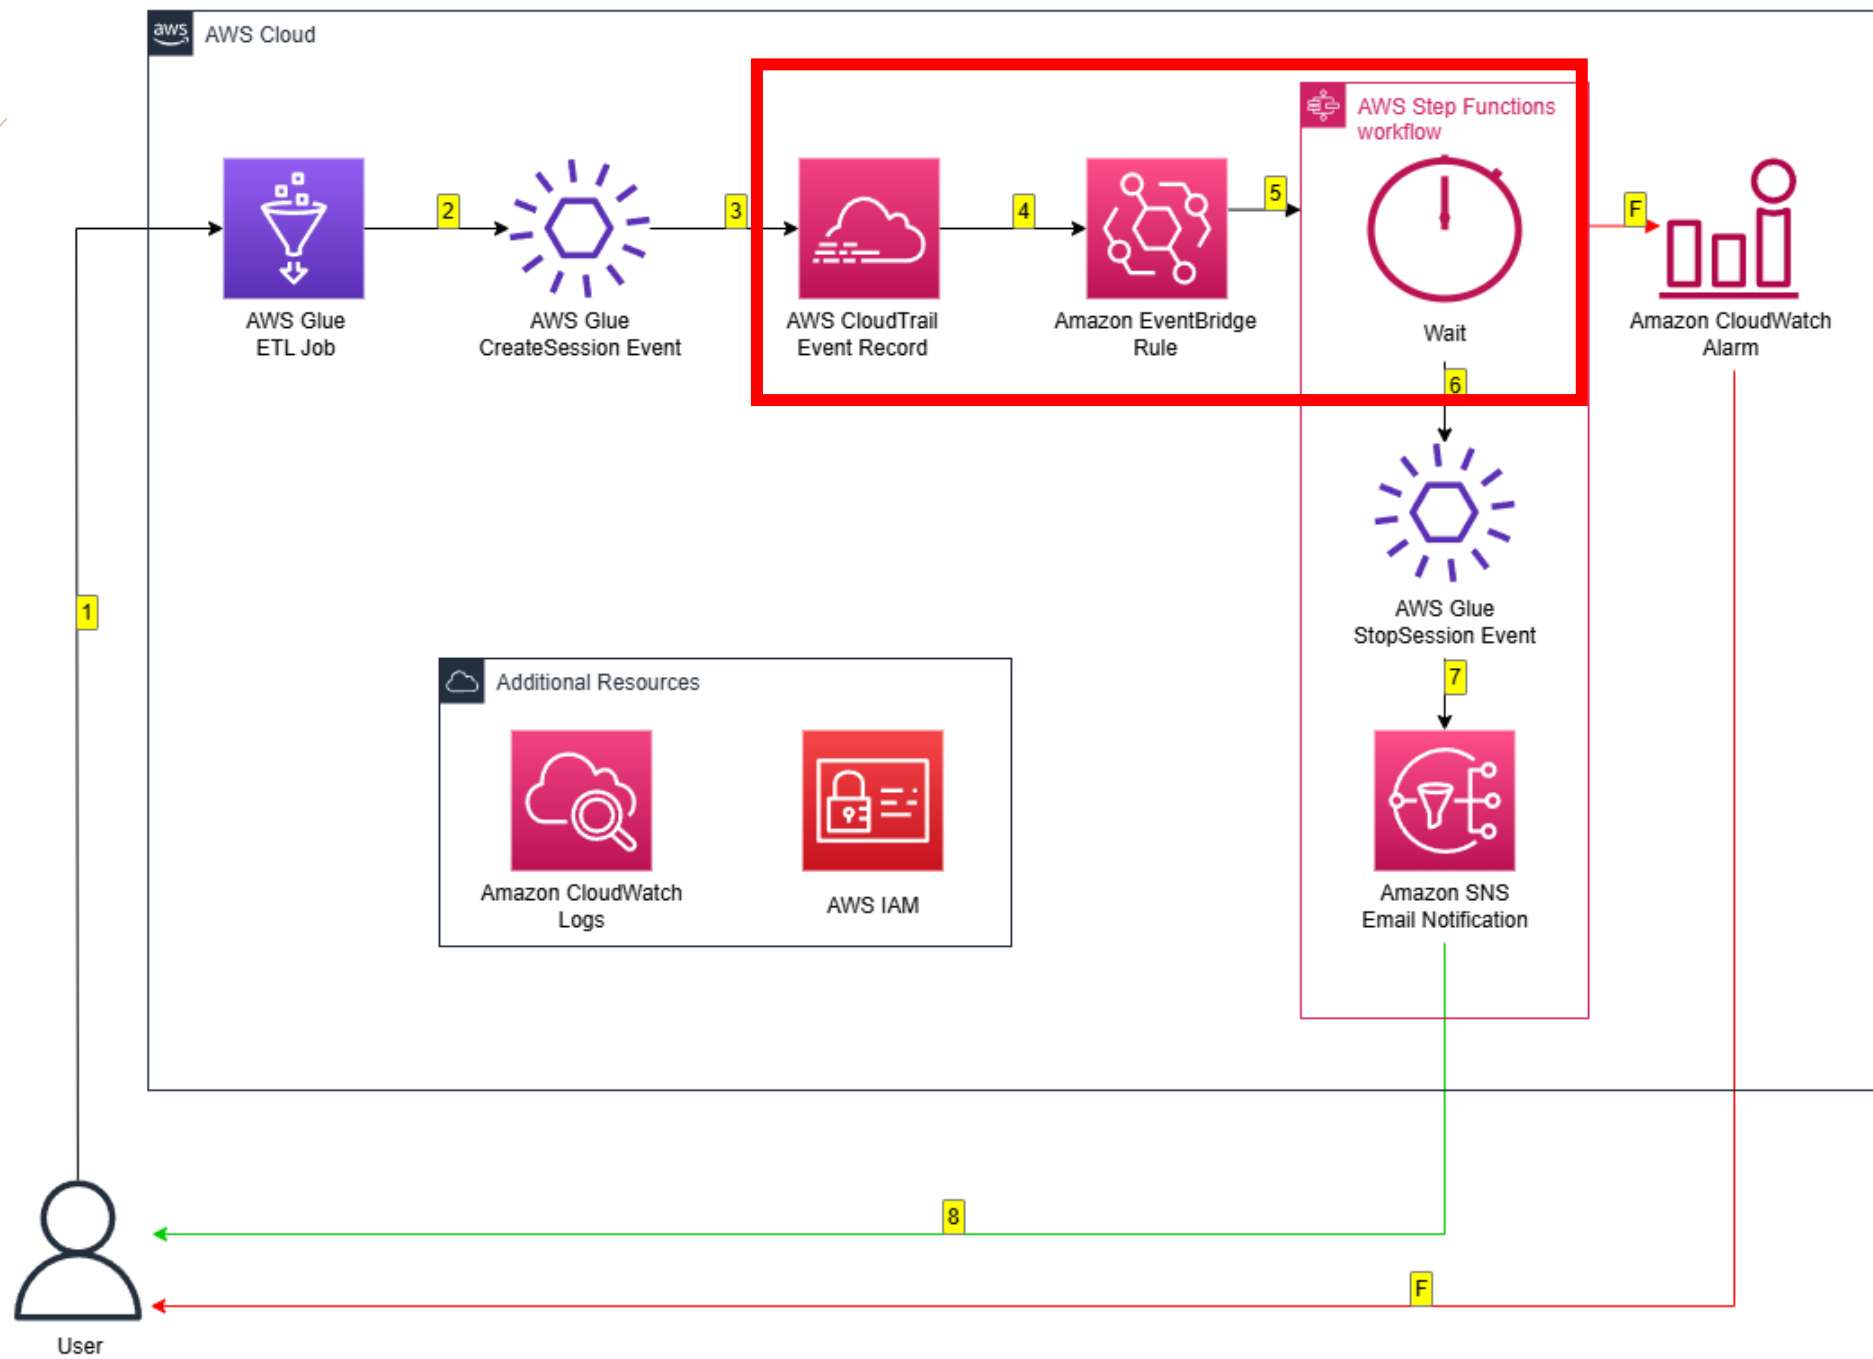 aws
AWS Cloud
AWS Step Functions
workflow
1
2
3
4
5
F
AWS Glue
ETL Job
AWS Glue
CreateSession Event
AWS CloudTrail
Event Record
Amazon EventBridge
Rule
Wait
Amazon CloudWatch
Alarm
6
AWS Glue
StopSession Event
7
Additional Resources
Amazon CloudWatch
Logs
AWS IAM
Amazon SNS
Email Notification
8
F
User